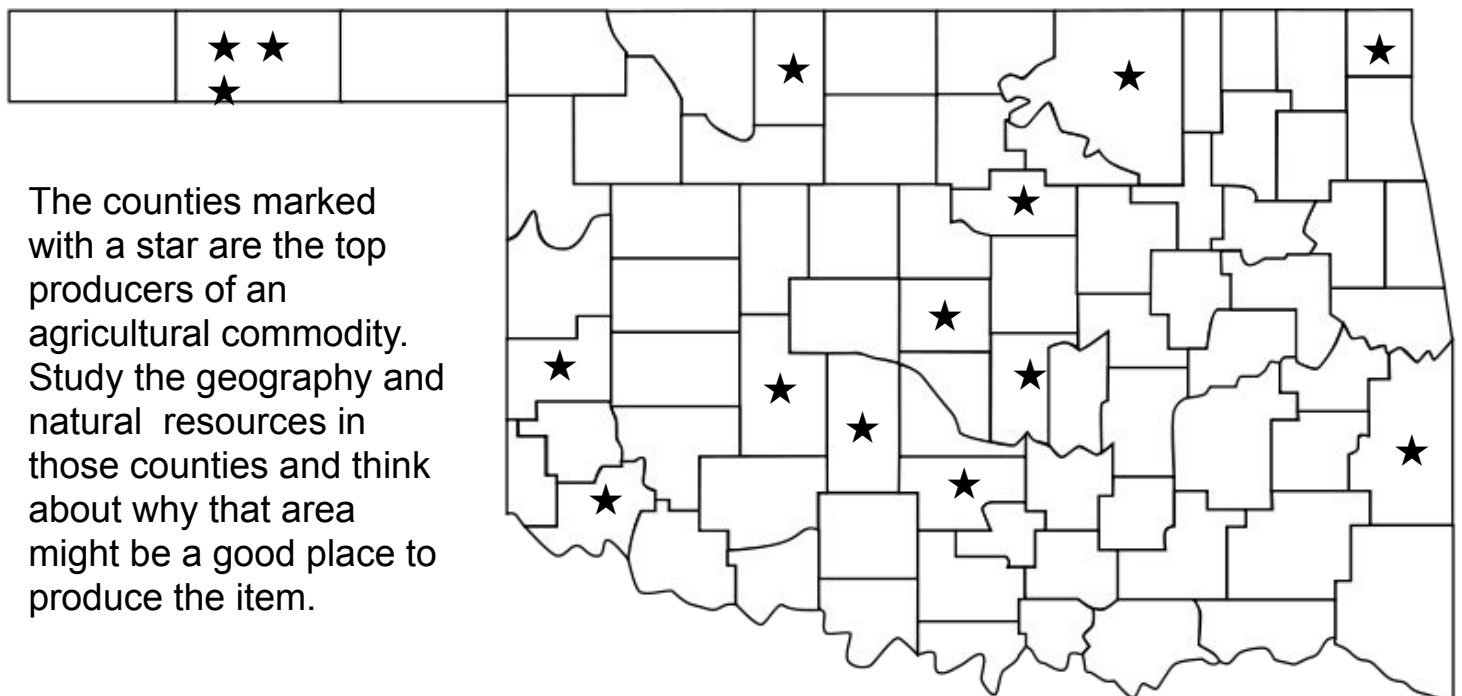 The counties marked
with a star are the top
producers of an
agricultural commodity.
Study the geography and
natural resources in
those counties and think
about why that area
might be a good place to
produce the item.